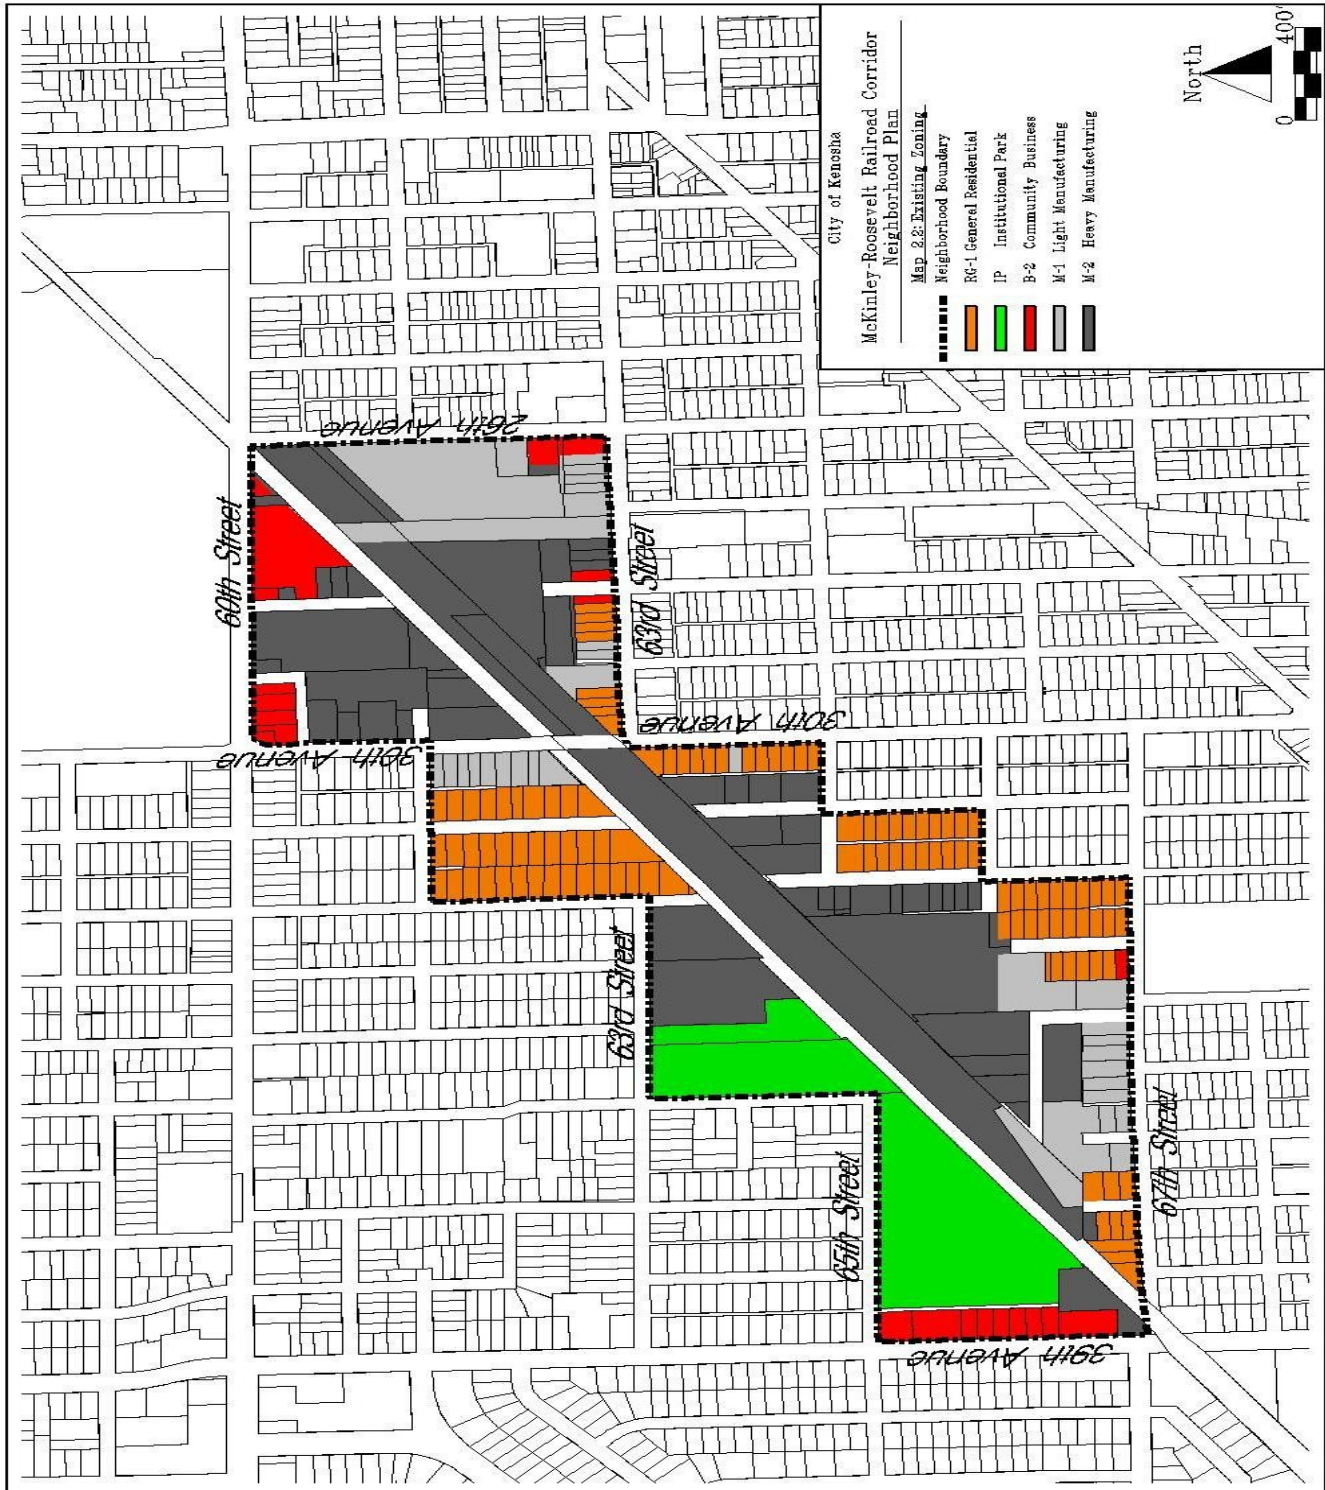 60th Street
26th Avenue
63rd Street
30th Avenue
30th Avenue
63rd Street
65th Street
67th Street
39th Avenue
City of Kenosha
McKinley-Roosevelt Railroad Corridor
Neighborhood Plan
Map 2.2: Existing Zoning
Neighborhood Boundary
RG-1 General Residential
IP Institutional Park
B-2 Community Business
M-1 Light Manufacturing
M-2 Heavy Manufacturing
North
0 400'